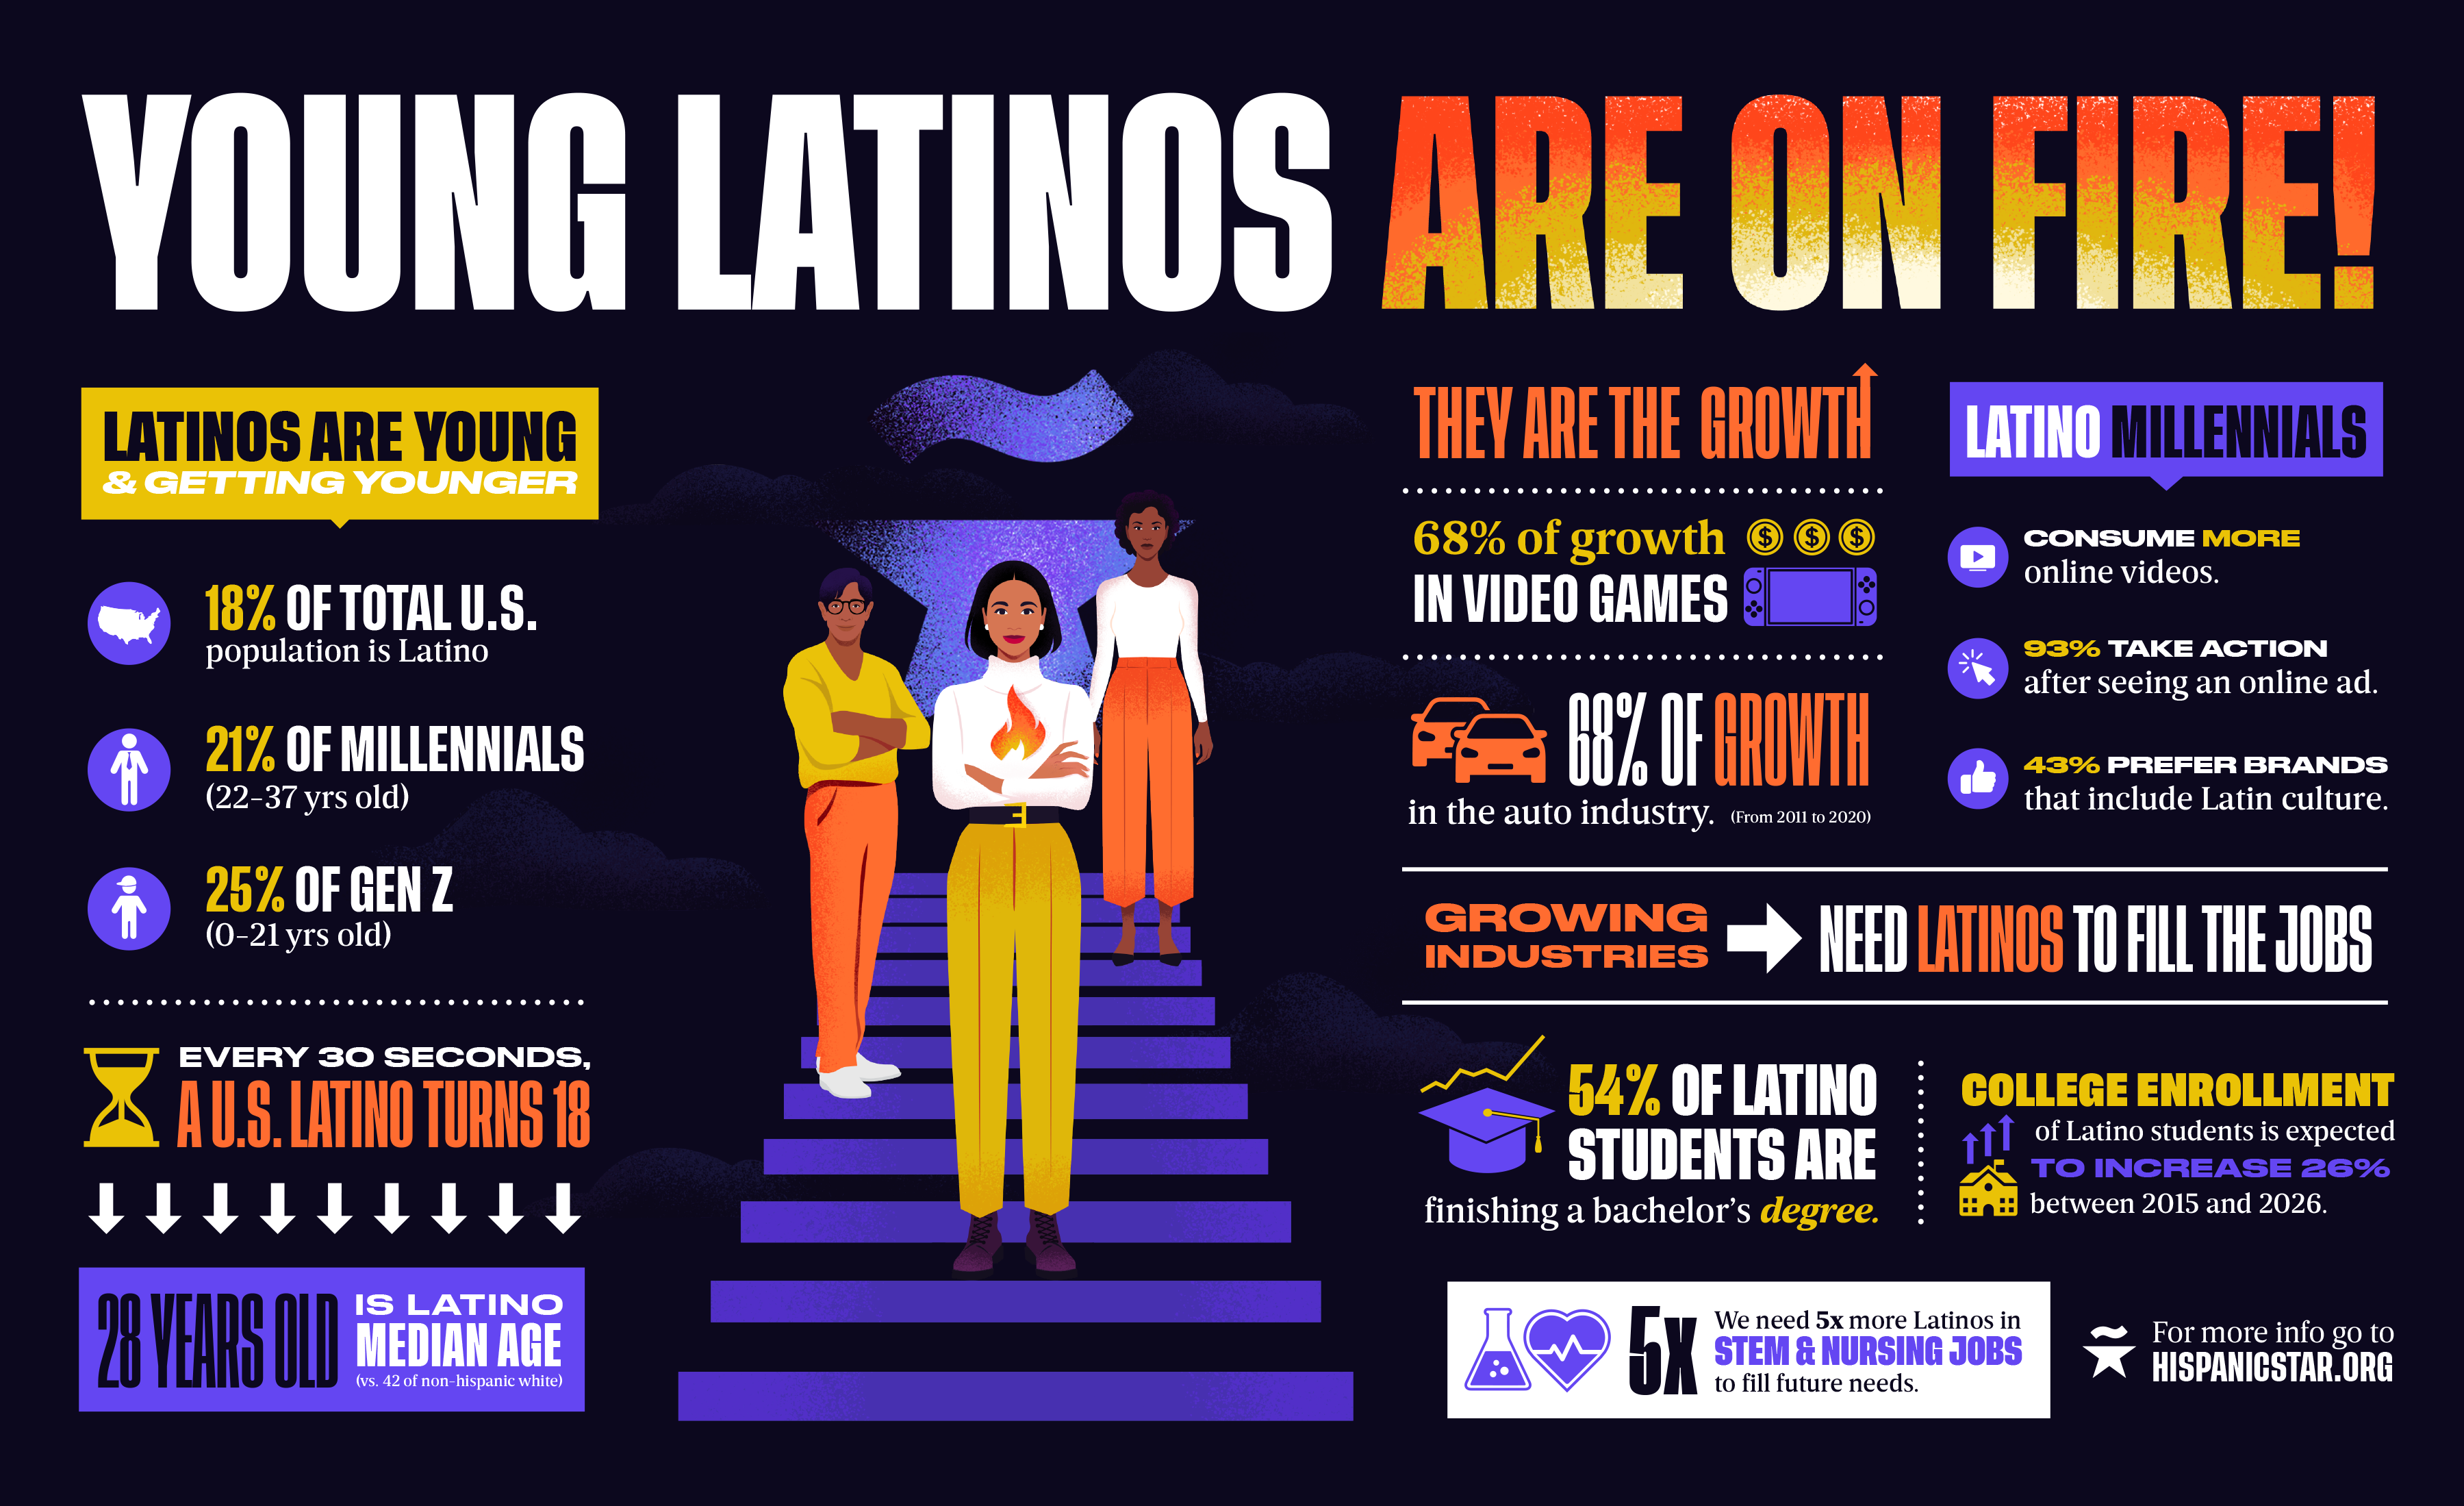 YOUNG LATINOS ARE ON FIRE!
LATINOS ARE YOUNG
& GETTING YOUNGER
18% OF TOTAL U.S.
population is Latino
21% OF MILLENNIALS
(22-37 yrs old)
25% OF GEN Z
(0-21 yrs old)
EVERY 30 SECONDS,
A U.S. LATINO TURNS 18
28 YEARS OLD
IS LATINO
MEDIAN AGE
(vs. 42 of non-hispanic white)
THEY ARE THE GROWTH
68% of growth
IN VIDEO GAMES
68% OF GROWTH
in the auto industry. (From 2011 to 2020)
LATINO MILLENNIALS
CONSUME MORE
online videos.
93% TAKE ACTION
after seeing an online ad.
43% PREFER BRANDS
that include Latin culture.
GROWING
INDUSTRIES
NEED LATINOS TO FILL THE JOBS
54% OF LATINO
STUDENTS ARE
finishing a bachelor's degree.
COLLEGE ENROLLMENT
of Latino students is expected
TO INCREASE 26%
between 2015 and 2026.
5X
We need 5x more Latinos in
STEM & NURSING JOBS
to fill future needs.
For more info go to
HISPANICSTAR.ORG